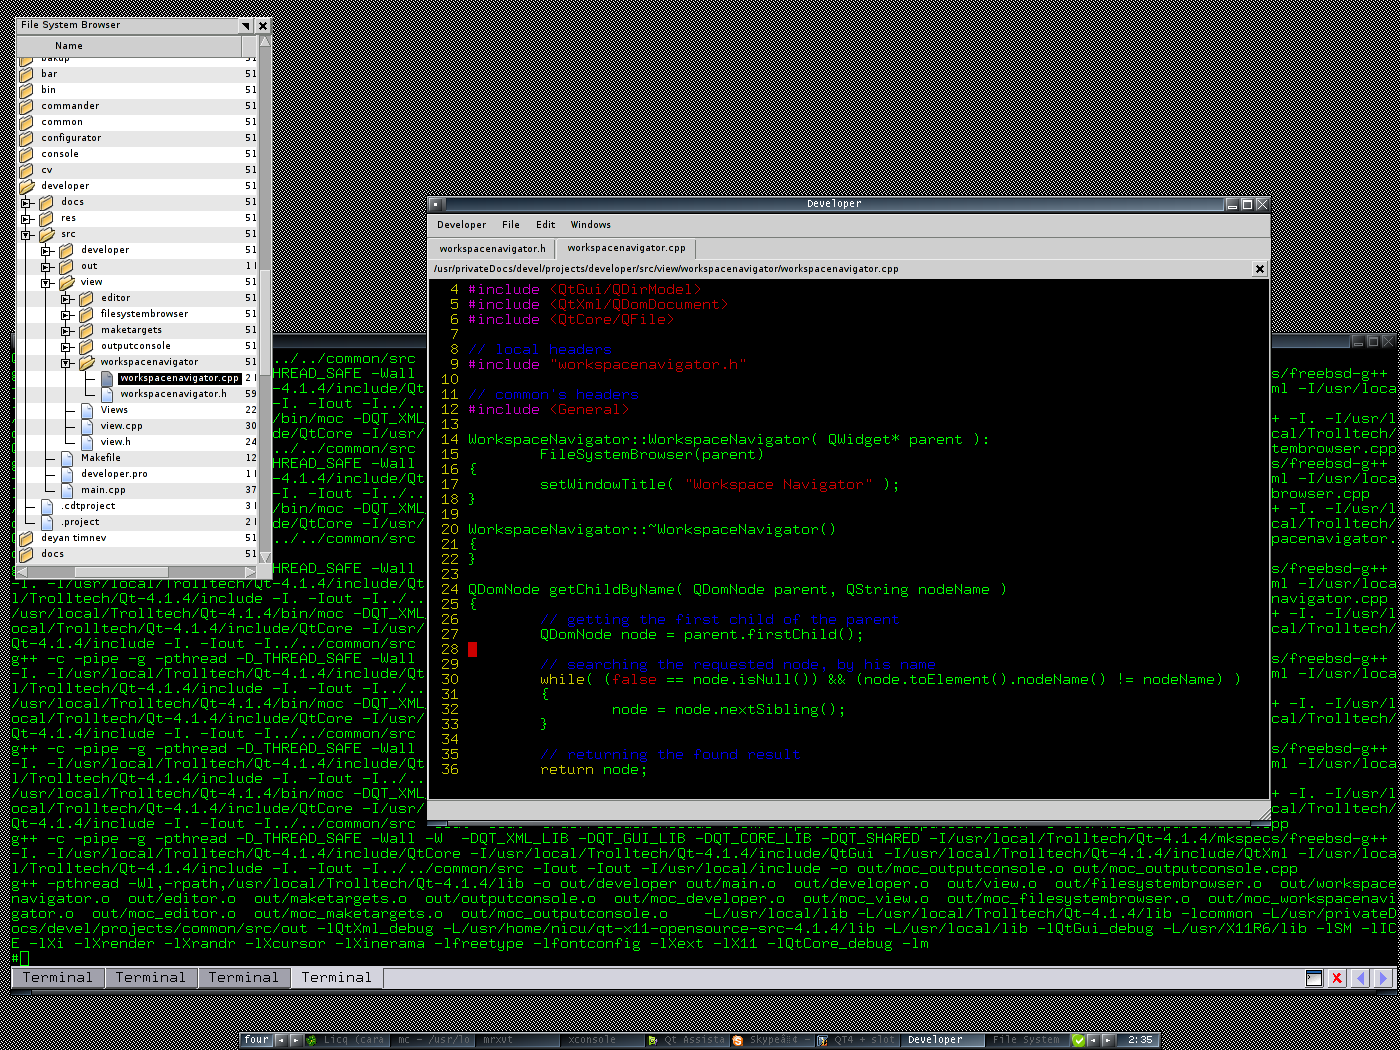 File System Browser
Name
bakup 51
bar 51
bin 51
commander 51
common 51
configurator 51
console 51
cv 51
developer 51
docs 51
res 51
src 51
developer 51
out 1
view 51
editor 51
filesystembrowser 51
maketargets 51
outputconsole 51
workspacenavigator 51
workspacenavigator.cpp 2
workspacenavigator.h 59
Views 22
view.cpp 30
view.h 24
Makefile 12
developer.pro 1
main.cpp 37
.cdtproject 3
.project 2
deyan timnev 51
docs 51
Developer
Developer File Edit Windows
workspacenavigator.h workspacenavigator.cpp
/usr/privateDocs/devel/projects/developer/src/view/workspacenavigator/workspacenavigator.cpp
4 #include <QtGui/QDirModel>
5 #include <QtXml/QDomDocument>
6 #include <QtCore/QFile>
7
8 // local headers
9 #include "workspacenavigator.h"
10
11 // common's headers
12 #include <General>
13
14 WorkspaceNavigator::WorkspaceNavigator( QWidget* parent ):
15 FileSystemBrowser(parent)
16 {
17 setWindowTitle( "Workspace Navigator" );
18 }
19
20 WorkspaceNavigator::~WorkspaceNavigator()
21 {
22 }
23
24 QDomNode getChildByName( QDomNode parent, QString nodeName )
25 {
26 // getting the first child of the parent
27 QDomNode node = parent.firstChild();
28
29 // searching the requested node, by his name
30 while( (false == node.isNull()) && (node.toElement().nodeName() != nodeName) )
31 {
32 node = node.nextSibling();
33 }
34
35 // returning the found result
36 return node;
../../common/src
HREAD_SAFE -Wall s/freebsd-g++
-4.1.4/include/Qt ml -I/usr/loca
-I. -Iout -I../..
/bin/moc -DQT_XML + -I. -I/usr/l
de/QtCore -I/usr/ cal/Trolltech/
../../common/src tembrowser.cpp
HREAD_SAFE -Wall s/freebsd-g++
-4.1.4/include/Qt ml -I/usr/loca
-I. -Iout -I../.. browser.cpp
/bin/moc -DQT_XML + -I. -I/usr/l
de/QtCore -I/usr/ cal/Trolltech/
../../common/src pacenavigator.
HREAD_SAFE -Wall s/freebsd-g++
-I. -I/usr/local/Trolltech/Qt-4.1.4/include/Qt ml -I/usr/loca
l/Trolltech/Qt-4.1.4/include -I. -Iout -I../.. navigator.cpp
/usr/local/Trolltech/Qt-4.1.4/bin/moc -DQT_XML + -I. -I/usr/l
ocal/Trolltech/Qt-4.1.4/include/QtCore -I/usr/ cal/Trolltech/
Qt-4.1.4/include -I. -Iout -I../../common/src
g++ -c -pipe -g -pthread -D_THREAD_SAFE -Wall s/freebsd-g++
-I. -I/usr/local/Trolltech/Qt-4.1.4/include/Qt ml -I/usr/loca
l/Trolltech/Qt-4.1.4/include -I. -Iout -I../..
/usr/local/Trolltech/Qt-4.1.4/bin/moc -DQT_XML + -I. -I/usr/l
ocal/Trolltech/Qt-4.1.4/include/QtCore -I/usr/ cal/Trolltech/
Qt-4.1.4/include -I. -Iout -I../../common/src
g++ -c -pipe -g -pthread -D_THREAD_SAFE -Wall s/freebsd-g++
-I. -I/usr/local/Trolltech/Qt-4.1.4/include/Qt ml -I/usr/loca
l/Trolltech/Qt-4.1.4/include -I. -Iout -I../..
/usr/local/Trolltech/Qt-4.1.4/bin/moc -DQT_XML + -I. -I/usr/l
ocal/Trolltech/Qt-4.1.4/include/QtCore -I/usr/ cal/Trolltech/
Qt-4.1.4/include -I. -Iout -I../../common/src pp
g++ -c -pipe -g -pthread -D_THREAD_SAFE -Wall -W -DQT_XML_LIB -DQT_GUI_LIB -DQT_CORE_LIB -DQT_SHARED -I/usr/local/Trolltech/Qt-4.1.4/mkspecs/freebsd-g++
-I. -I/usr/local/Trolltech/Qt-4.1.4/include/QtCore -I/usr/local/Trolltech/Qt-4.1.4/include/QtGui -I/usr/local/Trolltech/Qt-4.1.4/include/QtXml -I/usr/loca
l/Trolltech/Qt-4.1.4/include -I. -Iout -I../../common/src -Iout -Iout -o out/moc_outputconsole.o out/moc_outputconsole.cpp
g++ -pthread -Wl,-rpath,/usr/local/Trolltech/Qt-4.1.4/lib -o out/developer out/main.o out/developer.o out/view.o out/filesystembrowser.o out/workspace
navigator.o out/editor.o out/maketargets.o out/outputconsole.o out/moc_developer.o out/moc_view.o out/moc_filesystembrowser.o out/moc_workspacenavi
gator.o out/moc_editor.o out/moc_maketargets.o out/moc_outputconsole.o -L/usr/local/lib -L/usr/local/Trolltech/Qt-4.1.4/lib -lcommon -L/usr/privateD
ocs/devel/projects/common/src/out -lQtXml_debug -L/usr/home/nicu/qt-x11-opensource-src-4.1.4/lib -L/usr/local/lib -lQtGui_debug -L/usr/X11R6/lib -lSM -lIC
E -lXi -lXrender -lXrandr -lXcursor -lXinerama -lfreetype -lfontconfig -lXext -lX11 -lQtCore_debug -lm
#
Terminal Terminal Terminal Terminal
four Licq (Cara mc - /usr/lo mrxvt xconsole Qt Assista QT4 + slot Developer File System 2:35